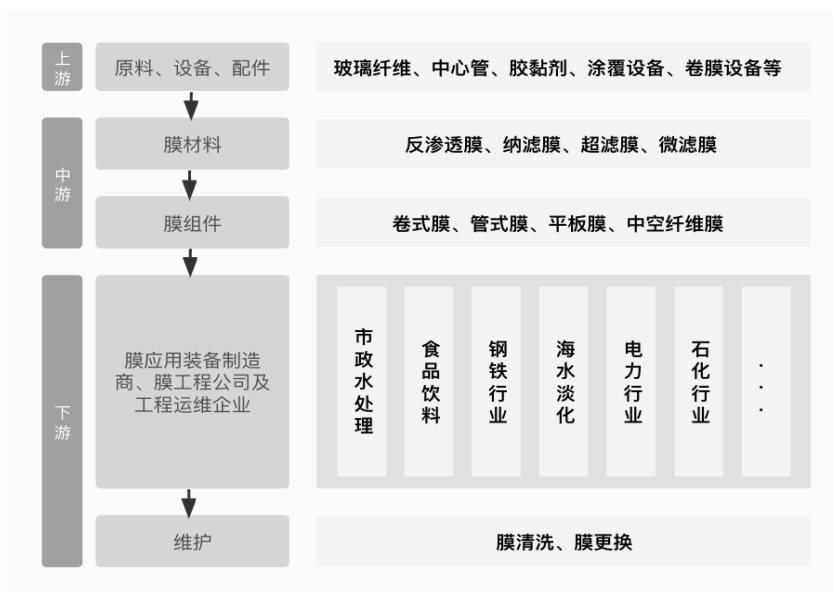 上游
原料、设备、配件
玻璃纤维、中心管、胶黏剂、涂覆设备、卷膜设备等
中游
膜材料
反渗透膜、纳滤膜、超滤膜、微滤膜
膜组件
卷式膜、管式膜、平板膜、中空纤维膜
下游
膜应用装备制造
商、膜工程公司及
工程运维企业
市政水处理
食品饮料
钢铁行业
海水淡化
电力行业
石化行业
...
维护
膜清洗、膜更换